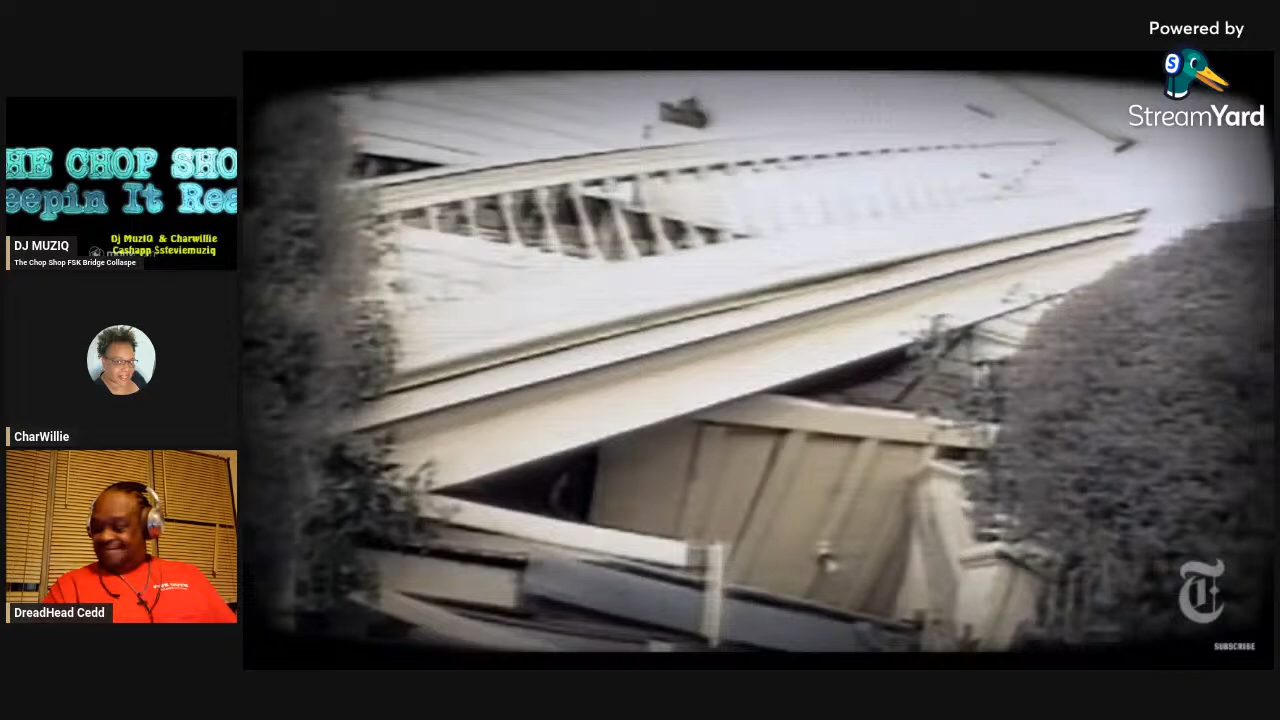 Powered by
StreamYard
HE CHOP SHO
eepin It Rea
Dj MuzIQ & Charwillie
Cashapp $steviemuziq
DJ MUZIQ
The Chop Shop FSK Bridge Collaspe
CharWillie
DreadHead Cedd
T
SUBSCRIBE